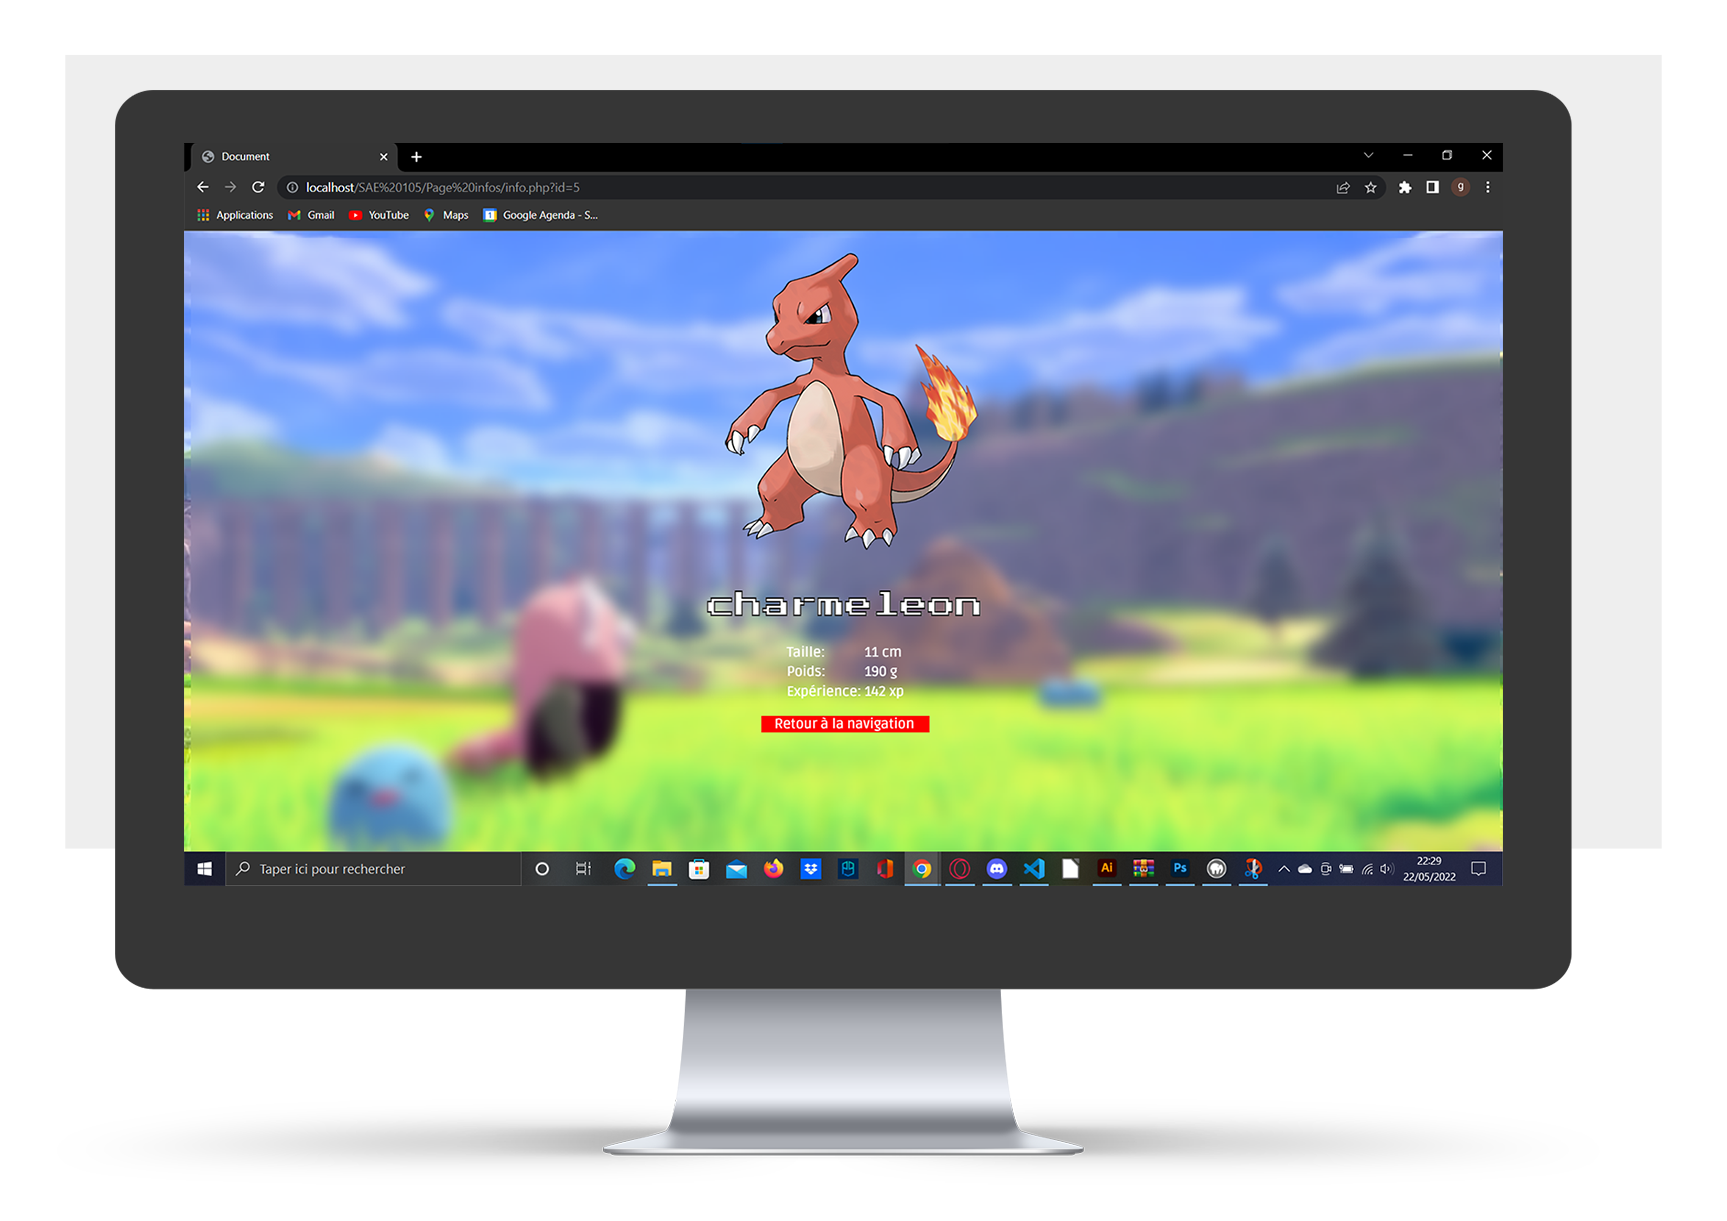 Document
localhost/SAE%20105/Page%20infos/info.php?id=5
g
Applications
Gmail
YouTube
Maps
1
Google Agenda - S...
charmeleon
Taille: 11 cm
Poids: 190 g
Expérience: 142 xp
Retour à la navigation
Taper ici pour rechercher
Ai
Ps
22:29
22/05/2022